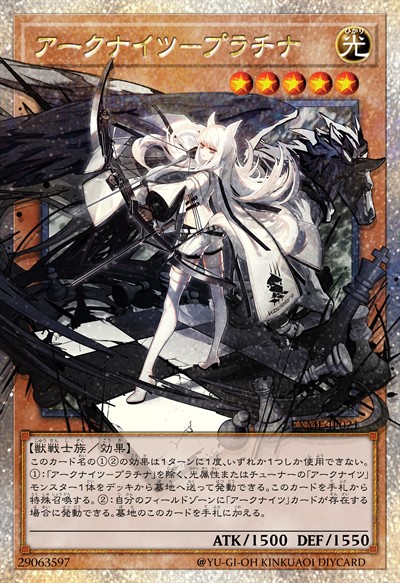 アークナイツープラチナ
ひかり
光
【獣戦士族／効果】
このカード名の①②の効果は1ターンに1度、いずれか1つしか使用できない。
①：「アークナイツープラチナ」を除く、光属性またはチューナーの「アークナイツ」
モンスター1体をデッキから墓地へ送って発動できる。このカードを手札から
特殊召喚する。②：自分のフィールドゾーンに「アークナイツ」カードが存在する
場合に発動できる。墓地のこのカードを手札に加える。
ATK/1500 DEF/1550
29063597
@YU-GI-OH KINKUAOI DIYCARD